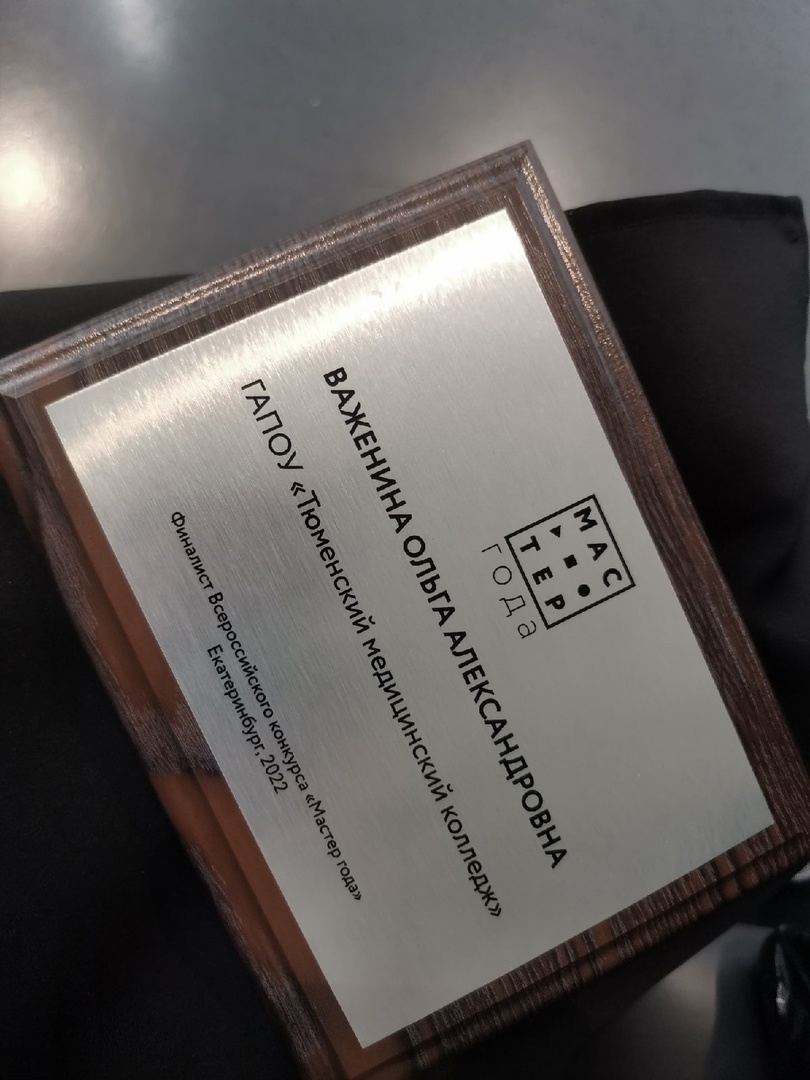 МАС
ТЕР
года
ВАЖЕНИНА ОЛЬГА АЛЕКСАНДРОВНА
ГАПОУ «Тюменский медицинский колледж»
Финалист Всероссийского конкурса «Мастер года»
Екатеринбург, 2022